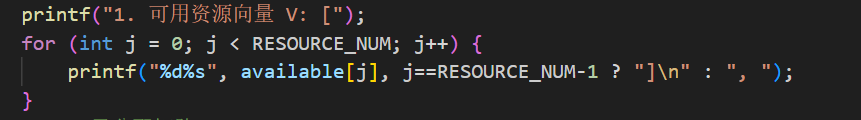 printf("1. 可用资源向量 V: [");
for (int j = 0; j < RESOURCE_NUM; j++) {
    printf("%d%s", available[j], j==RESOURCE_NUM-1 ? "]\n" : ", ");
}